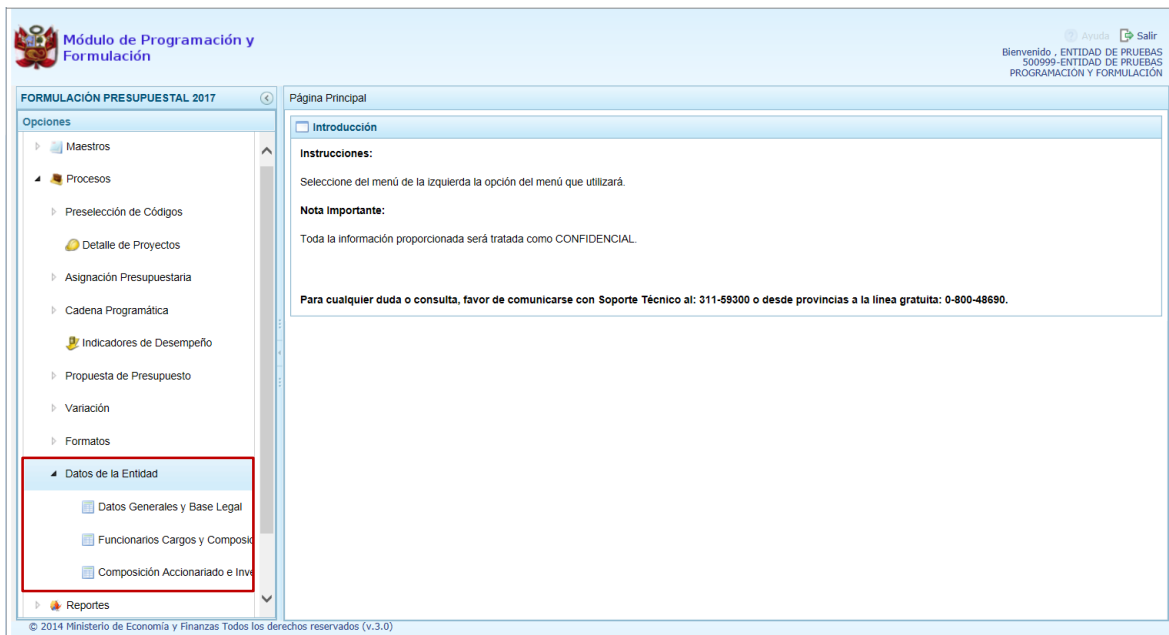 Módulo de Programación y
Formulación
Ayuda Salir
Bienvenido , ENTIDAD DE PRUEBAS
500999-ENTIDAD DE PRUEBAS
PROGRAMACIÓN Y FORMULACIÓN
FORMULACIÓN PRESUPUESTAL 2017
Opciones
Maestros
Procesos
Preselección de Códigos
Detalle de Proyectos
Asignación Presupuestaria
Cadena Programática
Indicadores de Desempeño
Propuesta de Presupuesto
Variación
Formatos
Datos de la Entidad
Datos Generales y Base Legal
Funcionarios Cargos y Composic
Composición Accionariado e Inve
Reportes
Página Principal
Introducción
Instrucciones:
Seleccione del menú de la izquierda la opción del menú que utilizará.
Nota Importante:
Toda la información proporcionada será tratada como CONFIDENCIAL.
Para cualquier duda o consulta, favor de comunicarse con Soporte Técnico al: 311-59300 o desde provincias a la línea gratuita: 0-800-48690.
© 2014 Ministerio de Economía y Finanzas Todos los derechos reservados (v.3.0)